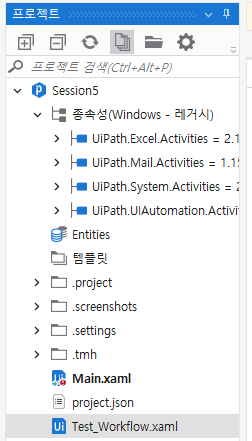 프로젝트
프로젝트 검색(Ctrl+Alt+P)
Session5
종속성(Windows - 레거시)
UiPath.Excel.Activities = 2.1
UiPath.Mail.Activities = 1.15
UiPath.System.Activities = 2
UiPath.UIAutomation.Activi
Entities
템플릿
.project
.screenshots
.settings
.tmh
Main.xaml
project.json
Test_Workflow.xaml